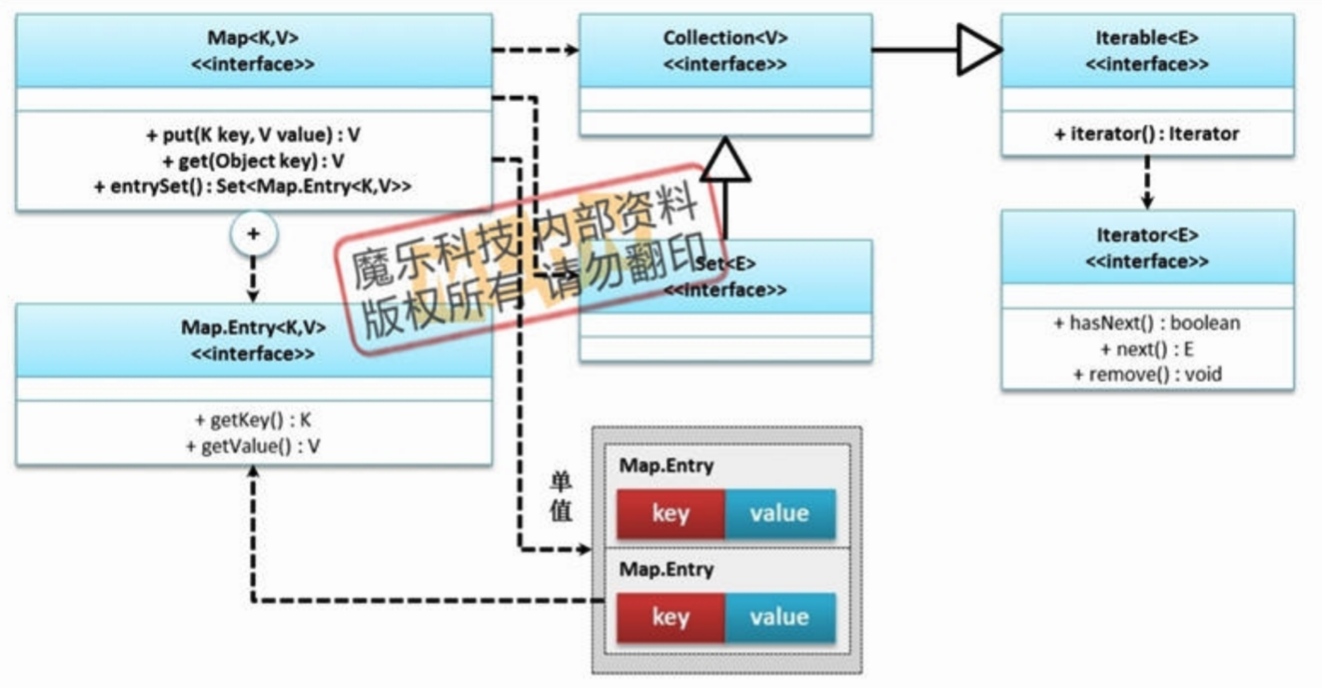 Map<K,V>
<<interface>>
+ put(K key, V value) : V
+ get(Object key) : V
+ entrySet() : Set<Map.Entry<K,V>>
+
Map.Entry<K,V>
<<interface>>
+ getKey() : K
+ getValue() : V
Collection<V>
<<interface>>
Set<E>
<<interface>>
魔乐科技 内部资料
版权所有 请勿翻印
Iterable<E>
<<interface>>
+ iterator() : Iterator
Iterator<E>
<<interface>>
+ hasNext() : boolean
+ next() : E
+ remove() : void
单
值
Map.Entry
key value
Map.Entry
key value